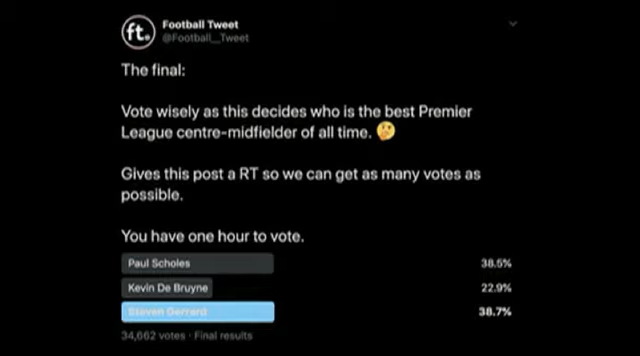 ft.
Football Tweet
@Football__Tweet
The final:
Vote wisely as this decides who is the best Premier
League centre-midfielder of all time. 🤔
Gives this post a RT so we can get as many votes as
possible.
You have one hour to vote.
Paul Scholes 38.5%
Kevin De Bruyne 22.9%
Steven Gerrard 38.7%
34,662 votes · Final results